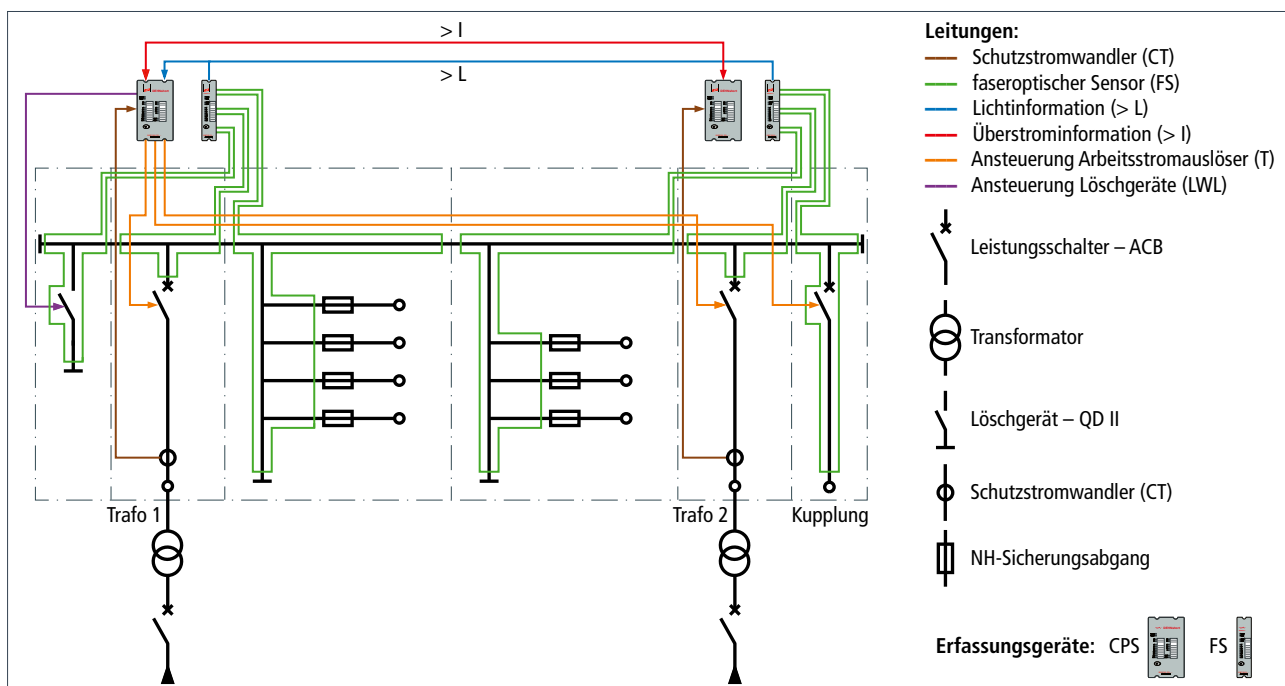 > I
> L
Trafo 1
Trafo 2
Kupplung
Leitungen:
Schutzstromwandler (CT)
faseroptischer Sensor (FS)
Lichtinformation (> L)
Überstrominformation (> I)
Ansteuerung Arbeitsstromauslöser (T)
Ansteuerung Löschgeräte (LWL)
Leistungsschalter – ACB
Transformator
Löschgerät – QD II
Schutzstromwandler (CT)
NH-Sicherungsabgang
Erfassungsgeräte: CPS FS